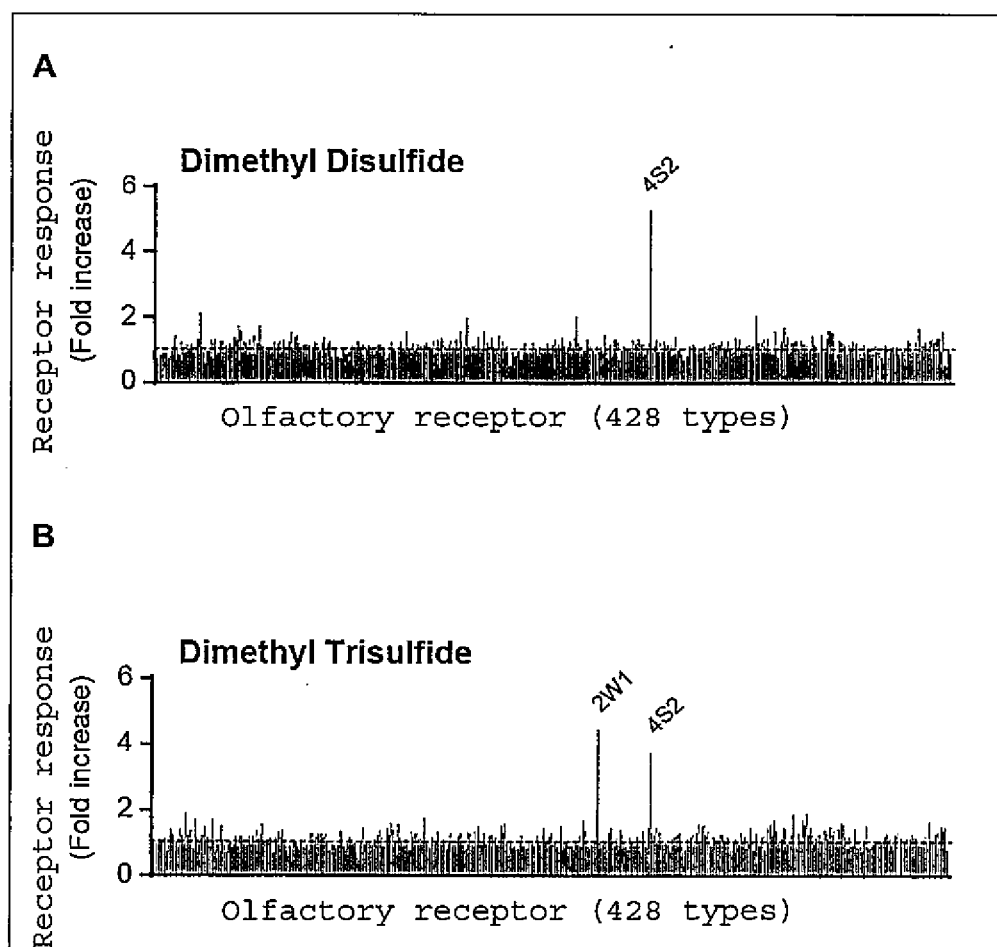 A
Dimethyl Disulfide
4S2
Receptor response
(Fold increase)
6
4
2
0
Olfactory receptor (428 types)
B
Dimethyl Trisulfide
2W1
4S2
Receptor response
(Fold increase)
6
4
2
0
Olfactory receptor (428 types)